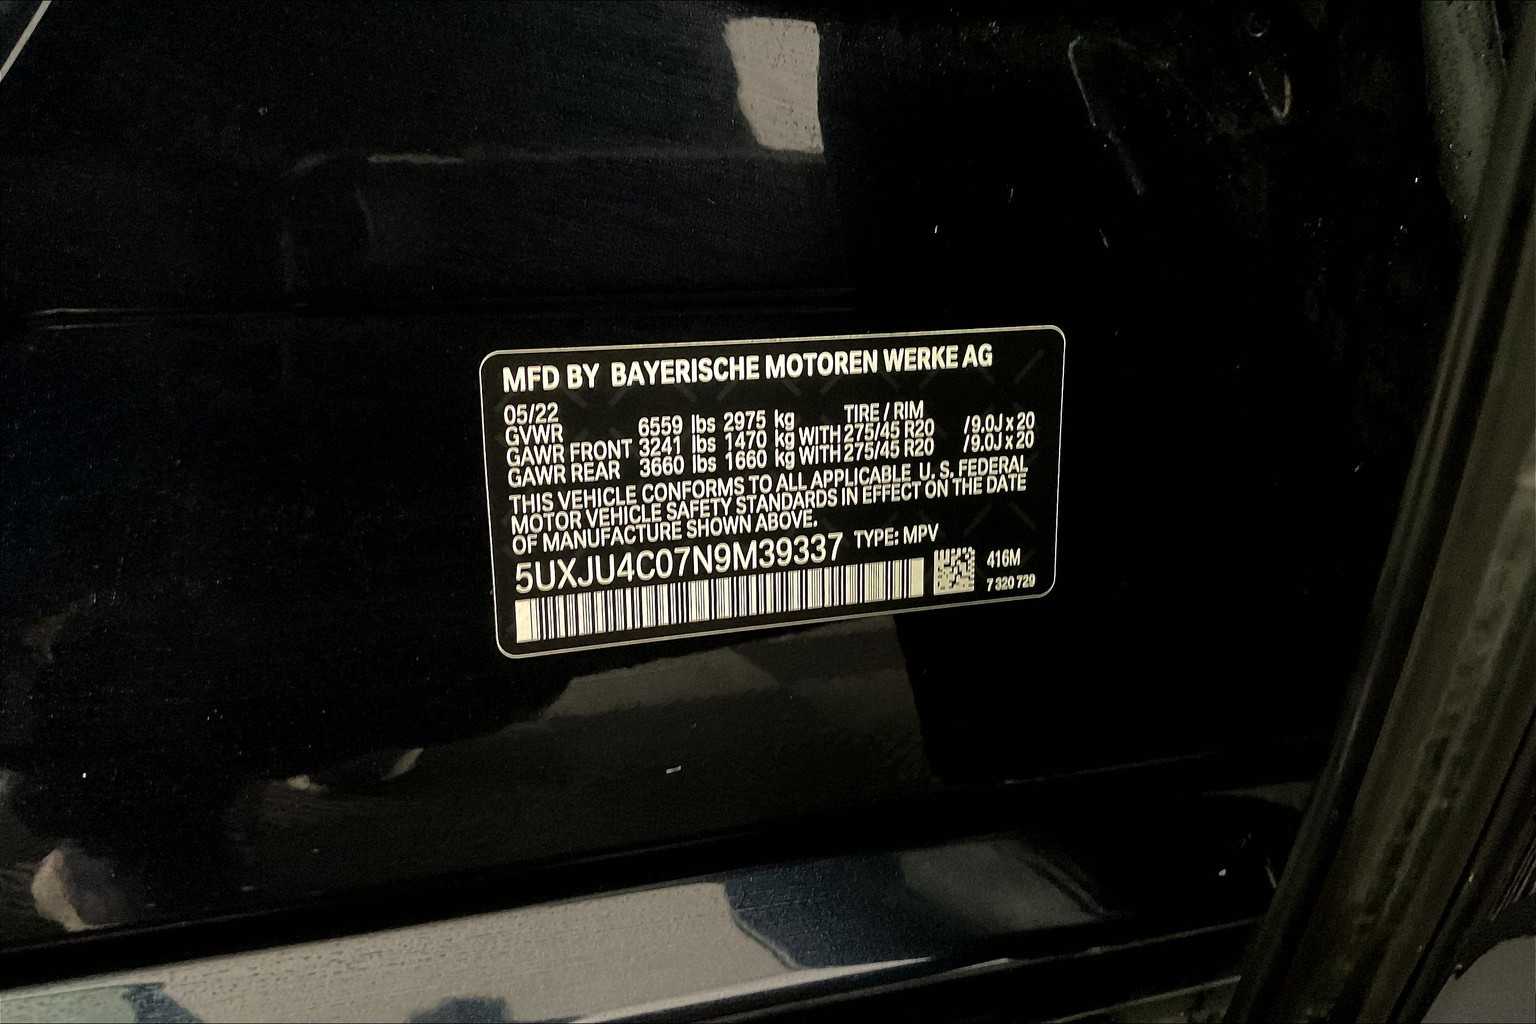 MFD BY BAYERISCHE MOTOREN WERKE AG
05/22 TIRE / RIM
GVWR 6559 lbs 2975 kg
GAWR FRONT 3241 lbs 1470 kg WITH 275/45 R20 /9.0J x 20
GAWR REAR 3660 lbs 1660 kg WITH 275/45 R20 /9.0J x 20
THIS VEHICLE CONFORMS TO ALL APPLICABLE U. S. FEDERAL
MOTOR VEHICLE SAFETY STANDARDS IN EFFECT ON THE DATE
OF MANUFACTURE SHOWN ABOVE.
5UXJU4C07N9M39337 TYPE: MPV
416M
7 320 729